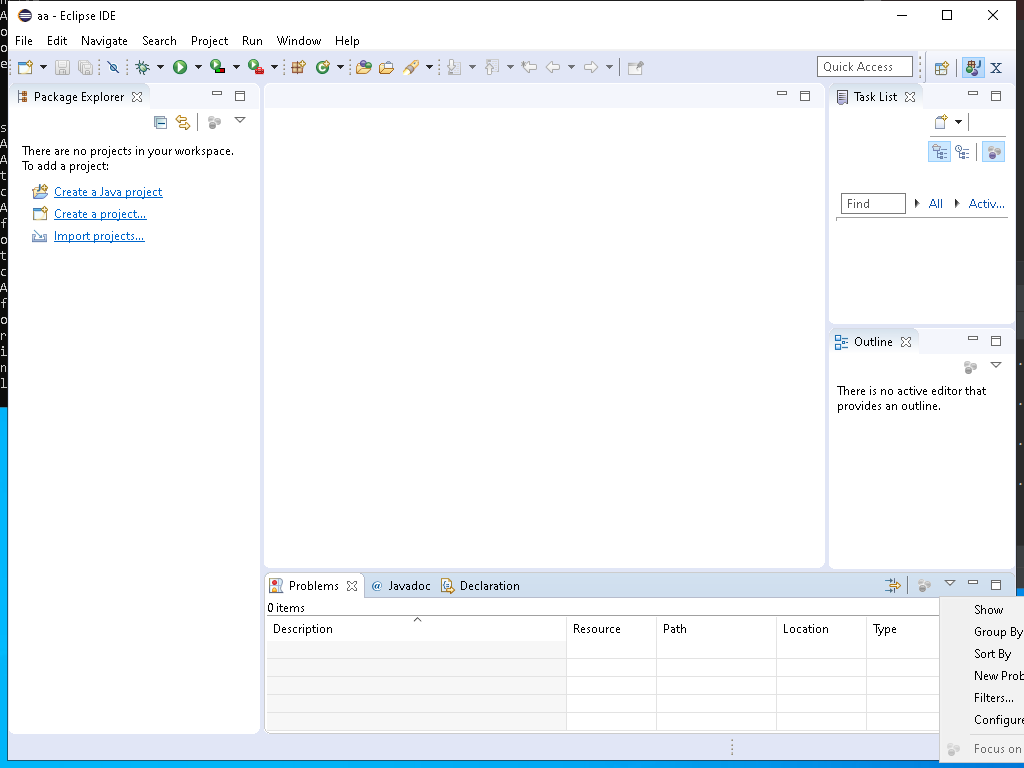 aa - Eclipse IDE
File Edit Navigate Search Project Run Window Help
Quick Access
Package Explorer
There are no projects in your workspace.
To add a project:
Create a Java project
Create a project...
Import projects...
Task List
Find All Activ...
Outline
There is no active editor that
provides an outline.
Problems @ Javadoc Declaration
0 items
Description Resource Path Location Type
Show
Group By
Sort By
New Prob
Filters...
Configure
Focus on